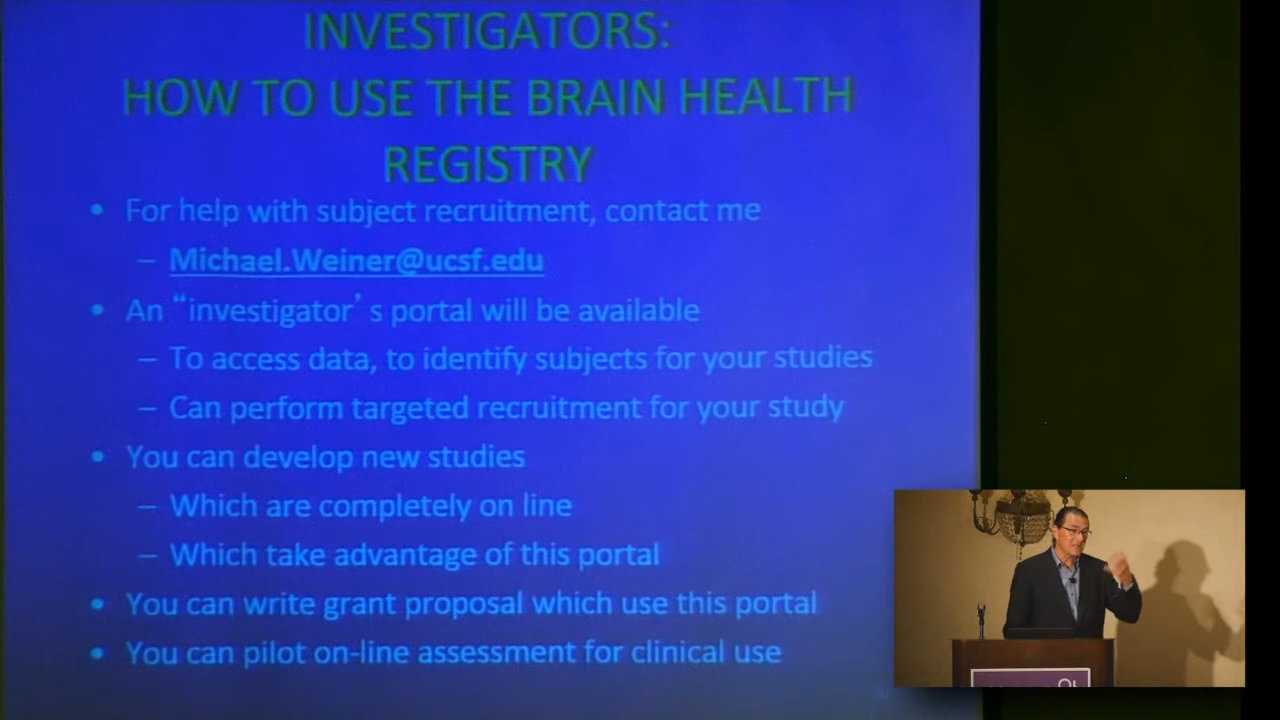 INVESTIGATORS:
HOW TO USE THE BRAIN HEALTH
REGISTRY
• For help with subject recruitment, contact me
– Michael.Weiner@ucsf.edu
• An “investigator’ s portal will be available
– To access data, to identify subjects for your studies
– Can perform targeted recruitment for your study
• You can develop new studies
– Which are completely on line
– Which take advantage of this portal
• You can write grant proposal which use this portal
• You can pilot on-line assessment for clinical use